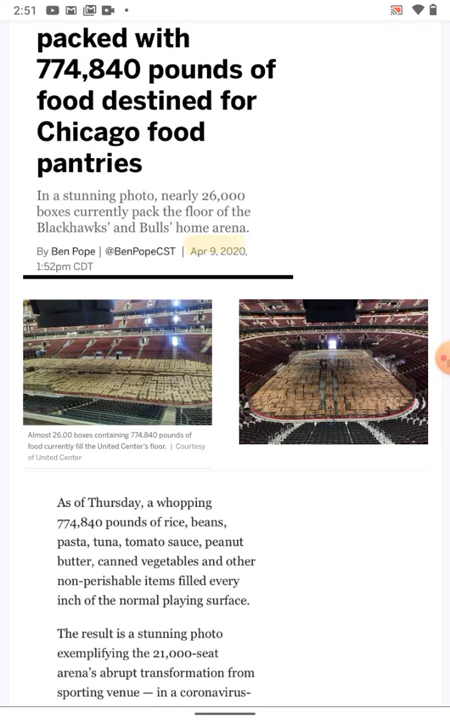 2:51
packed with
774,840 pounds of
food destined for
Chicago food
pantries
In a stunning photo, nearly 26,000
boxes currently pack the floor of the
Blackhawks' and Bulls' home arena.
By Ben Pope | @BenPopeCST | Apr 9, 2020,
1:52pm CDT
Almost 26,00 boxes containing 774,840 pounds of
food currently fill the United Center's floor. | Courtesy
of United Center
As of Thursday, a whopping
774,840 pounds of rice, beans,
pasta, tuna, tomato sauce, peanut
butter, canned vegetables and other
non-perishable items filled every
inch of the normal playing surface.
The result is a stunning photo
exemplifying the 21,000-seat
arena's abrupt transformation from
sporting venue — in a coronavirus-